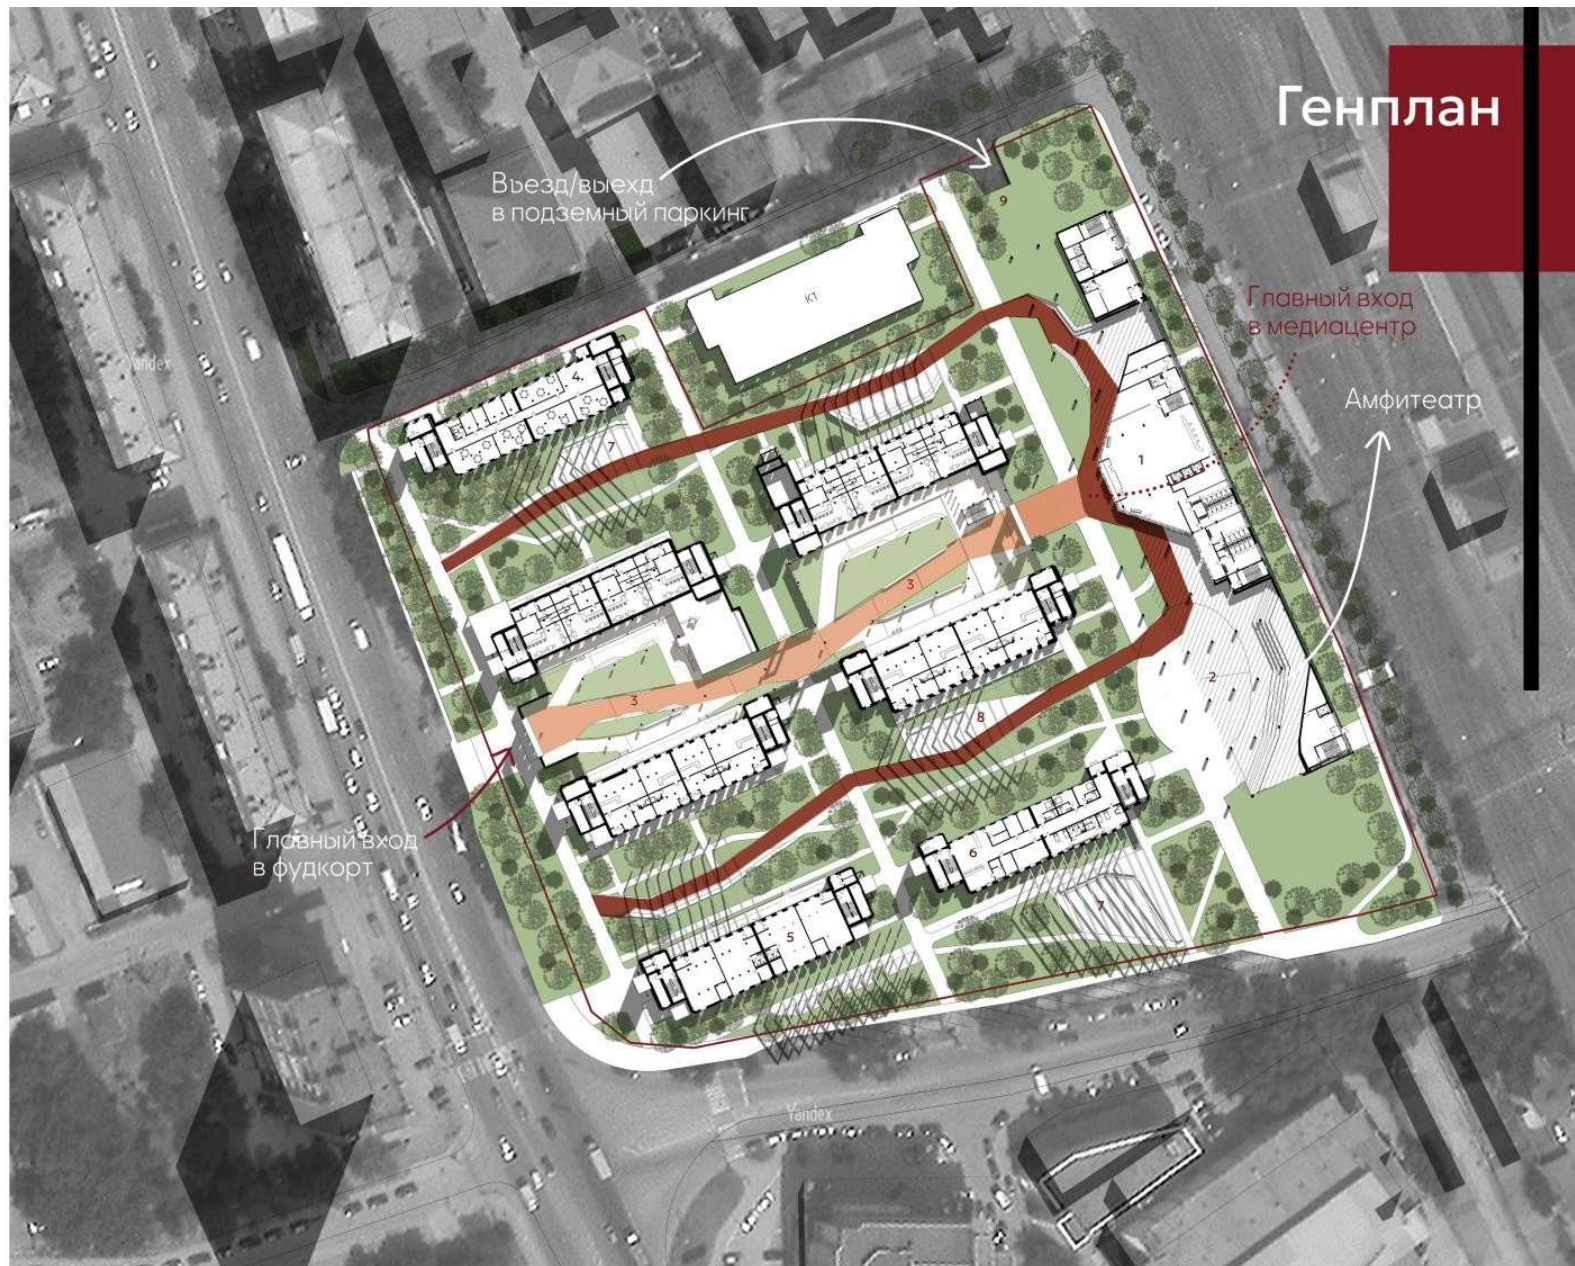 Генплан
Въезд/выезд
в подземный паркинг
9
К1
Главный вход
в медиацентр
Yandex
4
7
Амфитеатр
1
3
3
2
8
Главный вход
в фудкорт
6
7
5
Yandex